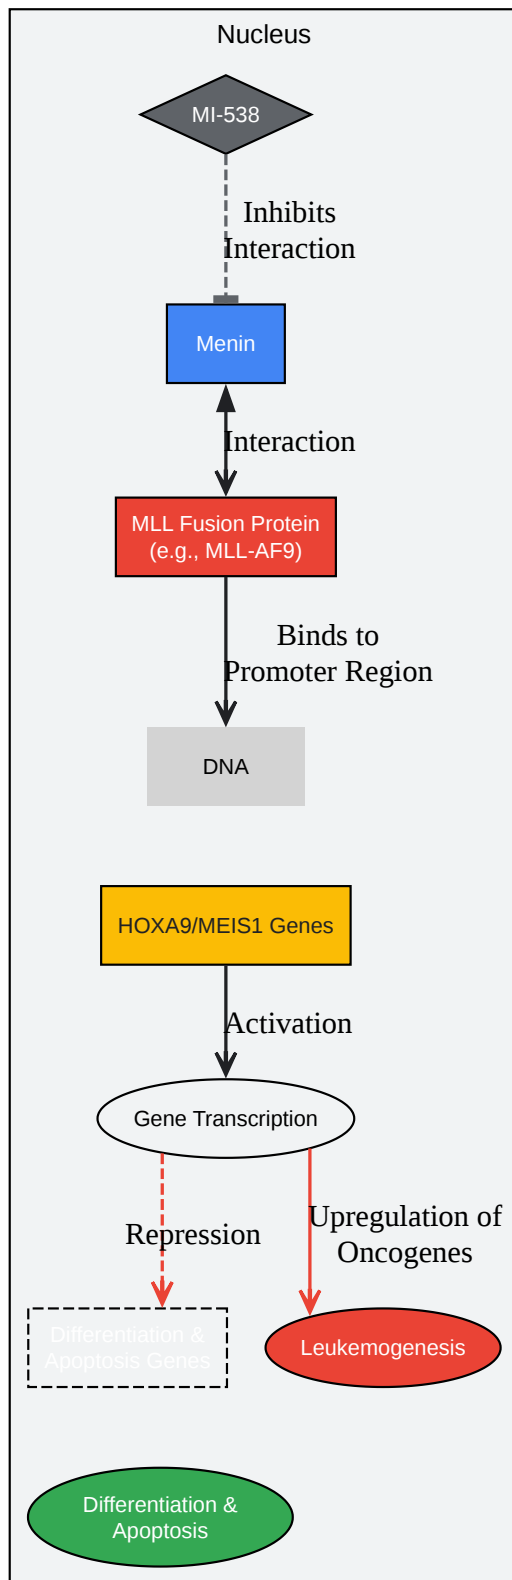 Nucleus
MI-538
Inhibits
Interaction
Menin
Interaction
MLL Fusion Protein
(e.g., MLL-AF9)
Binds to
Promoter Region
DNA
HOXA9/MEIS1 Genes
Activation
Gene Transcription
Repression
Upregulation of
Oncogenes
Differentiation &
Apoptosis Genes
Leukemogenesis
Differentiation &
Apoptosis